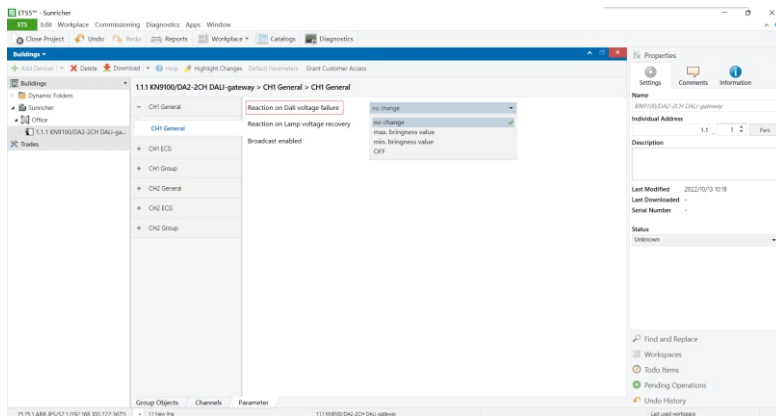 ETS5™ - Sunricher
ETS Edit Workplace Commissioning Diagnostics Apps Window
Close Project Undo Redo Reports Workplace Catalogs Diagnostics
Buildings
Add Devices Delete Download Help Highlight Changes Default Parameters Grant Customer Access
Buildings
Dynamic Folders
Sunricher
Office
1.1.1 KN9100/DA2-2CH DALI-ga...
Trades
1.1.1 KN9100/DA2-2CH DALI-gateway > CH1 General > CH1 General
CH1 General
CH1 General
CH1 ECG
CH1 Group
CH2 General
CH2 ECG
CH2 Group
Reaction on Dali voltage failure no change
Reaction on Lamp voltage recovery
Broadcast enabled
no change
max. bringness value
min. bringness value
OFF
Group Objects Channels Parameter
Properties
Settings Comments Information
Name
KN9100/DA2-2CH DALI-gateway
Individual Address
1.1 . 1 Park
Description
Last Modified 2022/10/13 10:18
Last Downloaded -
Serial Number -
Status
Unknown
Find and Replace
Workspaces
Todo Items
Pending Operations
Undo History
1.1 New line 1.1.1 KN9100/DA2-2CH DALI-gateway Last used workspace